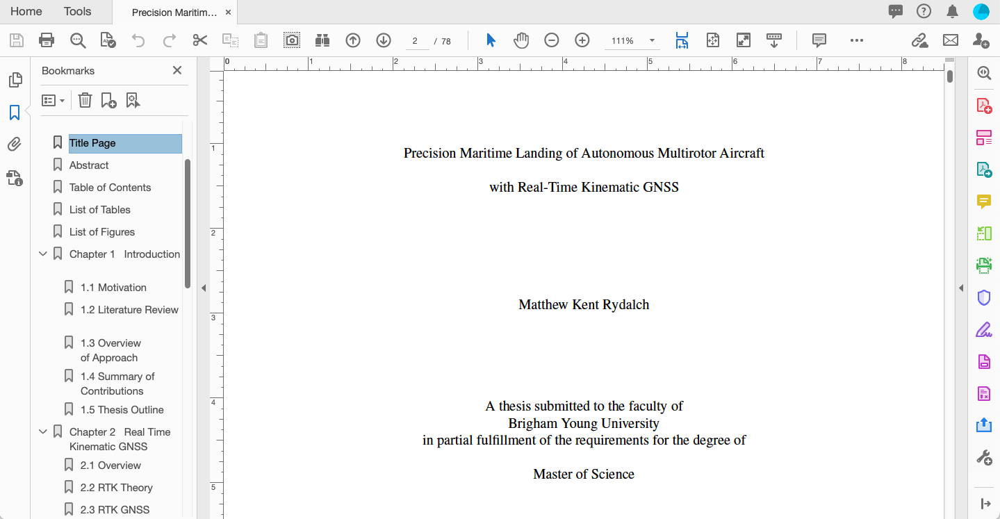 Home Tools Precision Maritim... ×
2 / 78 111%
Bookmarks
0 1 2 3 4 5 6 7 8
Title Page
Abstract
Table of Contents
List of Tables
List of Figures
Chapter 1 Introduction
1.1 Motivation
1.2 Literature Review
1.3 Overview
of Approach
1.4 Summary of
Contributions
1.5 Thesis Outline
Chapter 2 Real Time
Kinematic GNSS
2.1 Overview
2.2 RTK Theory
2.3 RTK GNSS
1
2
3
4
5
Precision Maritime Landing of Autonomous Multirotor Aircraft
with Real-Time Kinematic GNSS
Matthew Kent Rydalch
A thesis submitted to the faculty of
Brigham Young University
in partial fulfillment of the requirements for the degree of
Master of Science